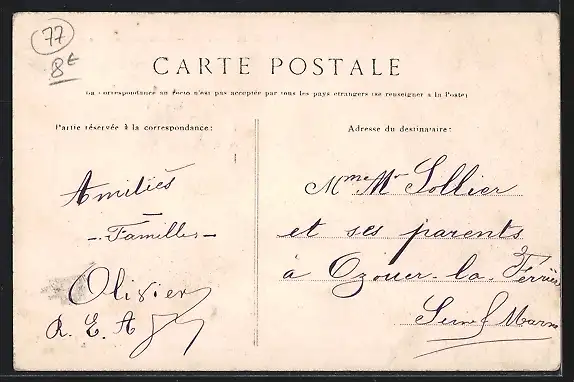 77
8€
CARTE POSTALE
La correspondance au recto n'est pas acceptée par tous les pays étrangers (se renseigner à la Poste)
Partie réservée à la correspondance:
Adresse du destinataire:
Amitiés
- Familles -
Olivier
R. E. A
Mme Mr Sollier
et ses parents
à Ozouer-la-Ferrière
Seine & Marne